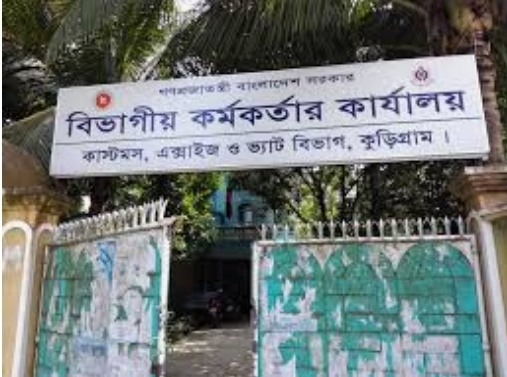 গণপ্রজাতন্ত্রী বাংলাদেশ সরকার
বিভাগীয় কর্মকর্তার কার্যালয়
কাস্টমস, এক্সাইজ ও ভ্যাট বিভাগ, কুড়িগ্রাম ।